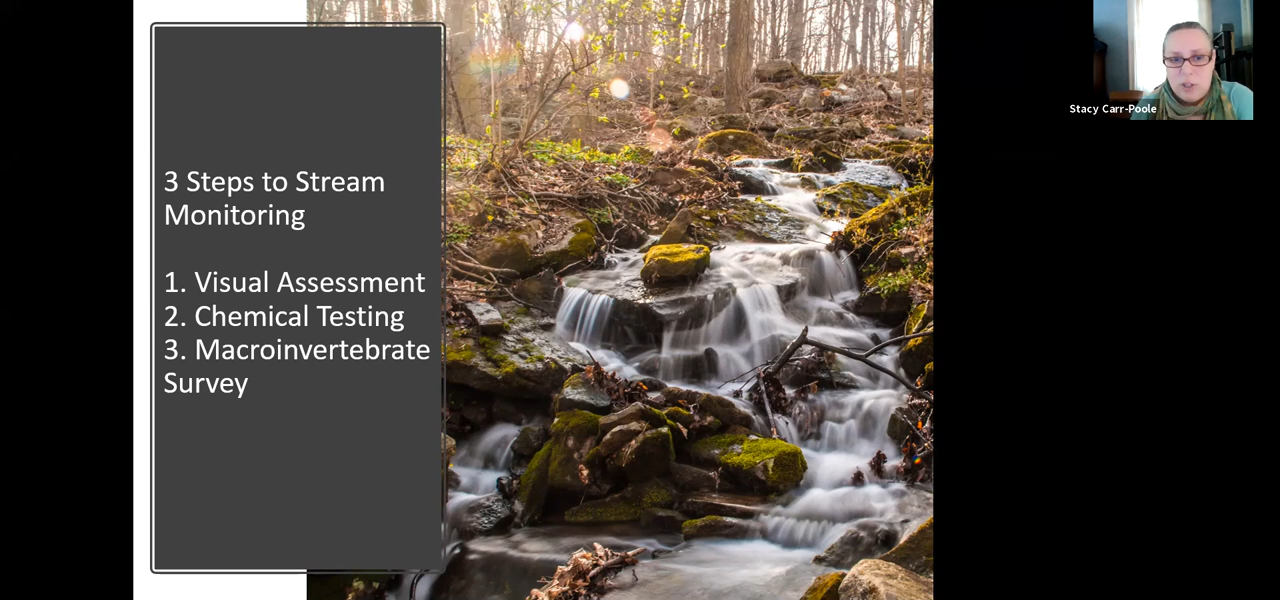 3 Steps to Stream
Monitoring
1. Visual Assessment
2. Chemical Testing
3. Macroinvertebrate
Survey
Stacy Carr-Poole